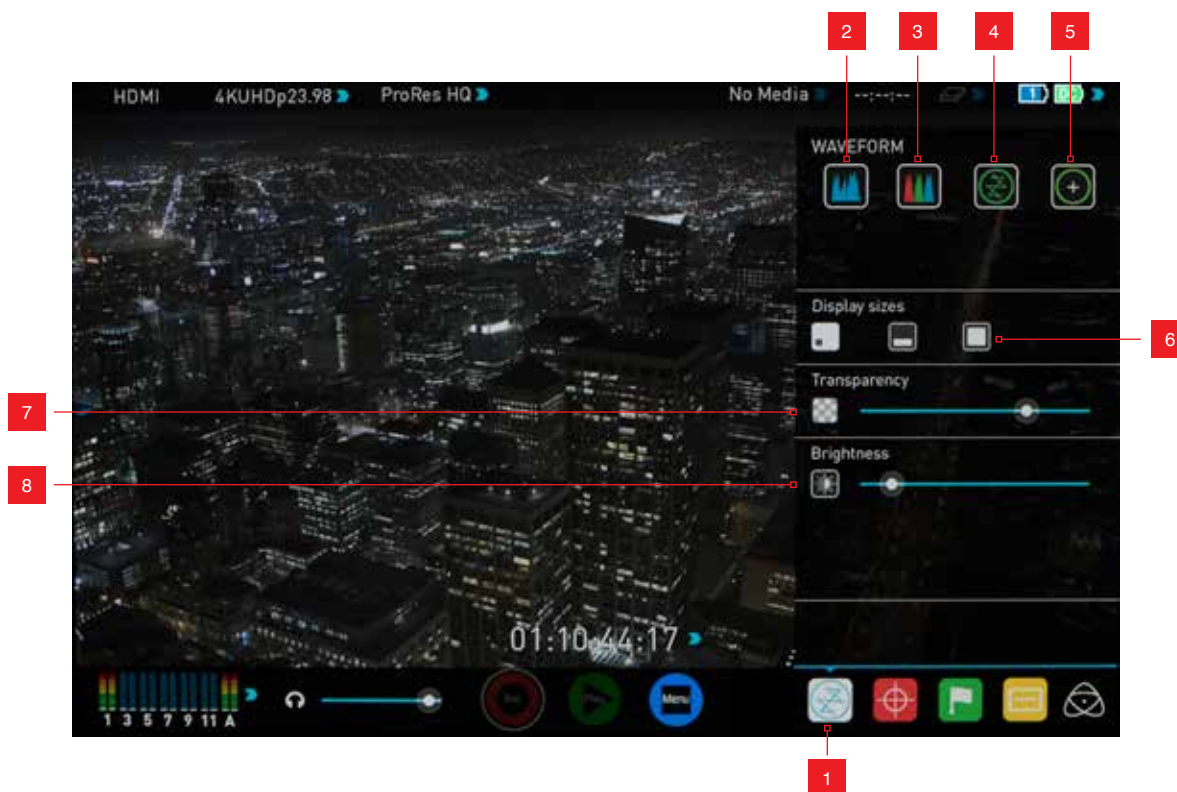 2 3 4 5
HDMI 4KUHDp23.98 ProRes HQ No Media --:--:-- 1
WAVEFORM
Display sizes
6
Transparency
7
Brightness
8
01:10:44:17
Menu
1 3 5 7 9 11 A
1